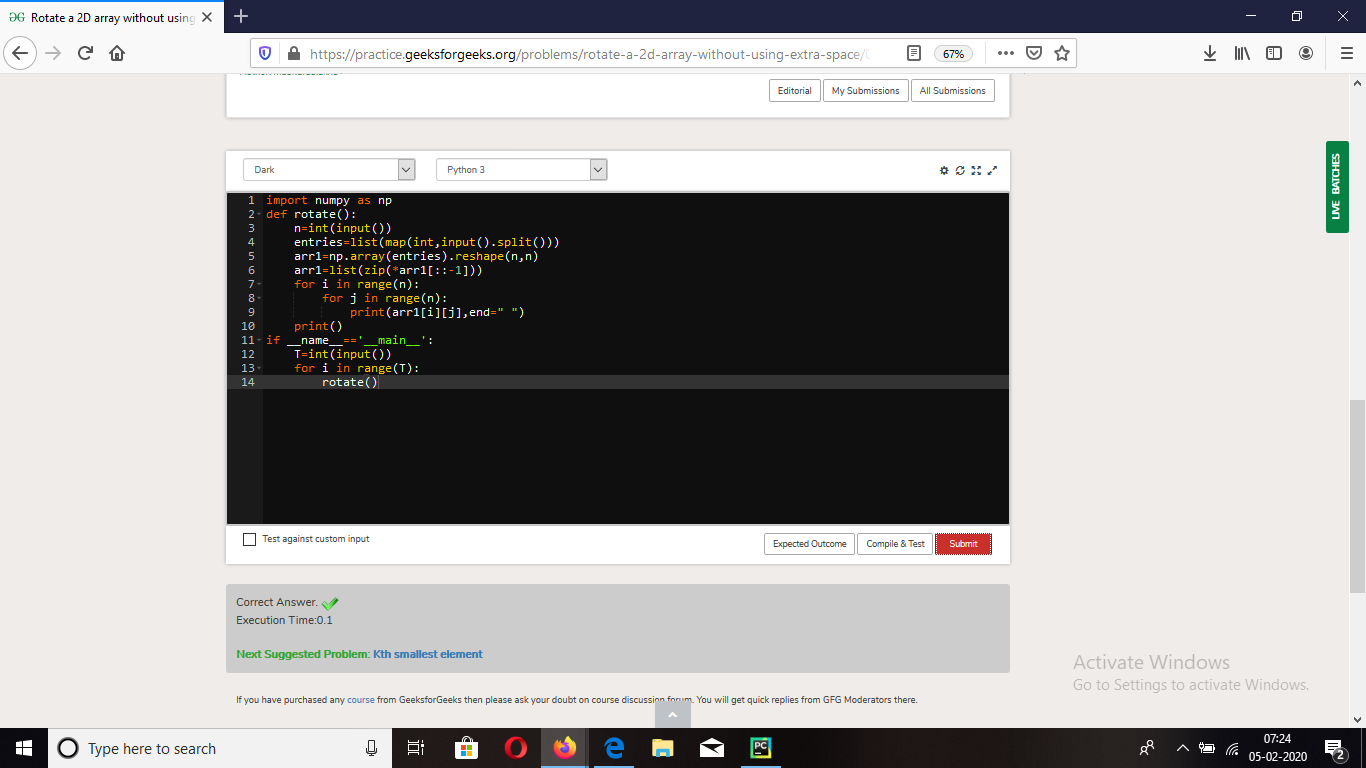 Rotate a 2D array without using
https://practice.geeksforgeeks.org/problems/rotate-a-2d-array-without-using-extra-space/
67%
Editorial
My Submissions
All Submissions
LIVE BATCHES
Dark
Python 3
1 import numpy as np
2 def rotate():
3     n=int(input())
4     entries=list(map(int,input().split()))
5     arr1=np.array(entries).reshape(n,n)
6     arr1=list(zip(*arr1[::-1]))
7     for i in range(n):
8         for j in range(n):
9             print(arr1[i][j],end=" ")
10     print()
11 if __name__=='__main__':
12     T=int(input())
13     for i in range(T):
14         rotate()
Test against custom input
Expected Outcome
Compile & Test
Submit
Correct Answer.
Execution Time:0.1
Next Suggested Problem: Kth smallest element
If you have purchased any course from GeeksforGeeks then please ask your doubt on course discussion forum. You will get quick replies from GFG Moderators there.
Activate Windows
Go to Settings to activate Windows.
Type here to search
PC
07:24
05-02-2020
2